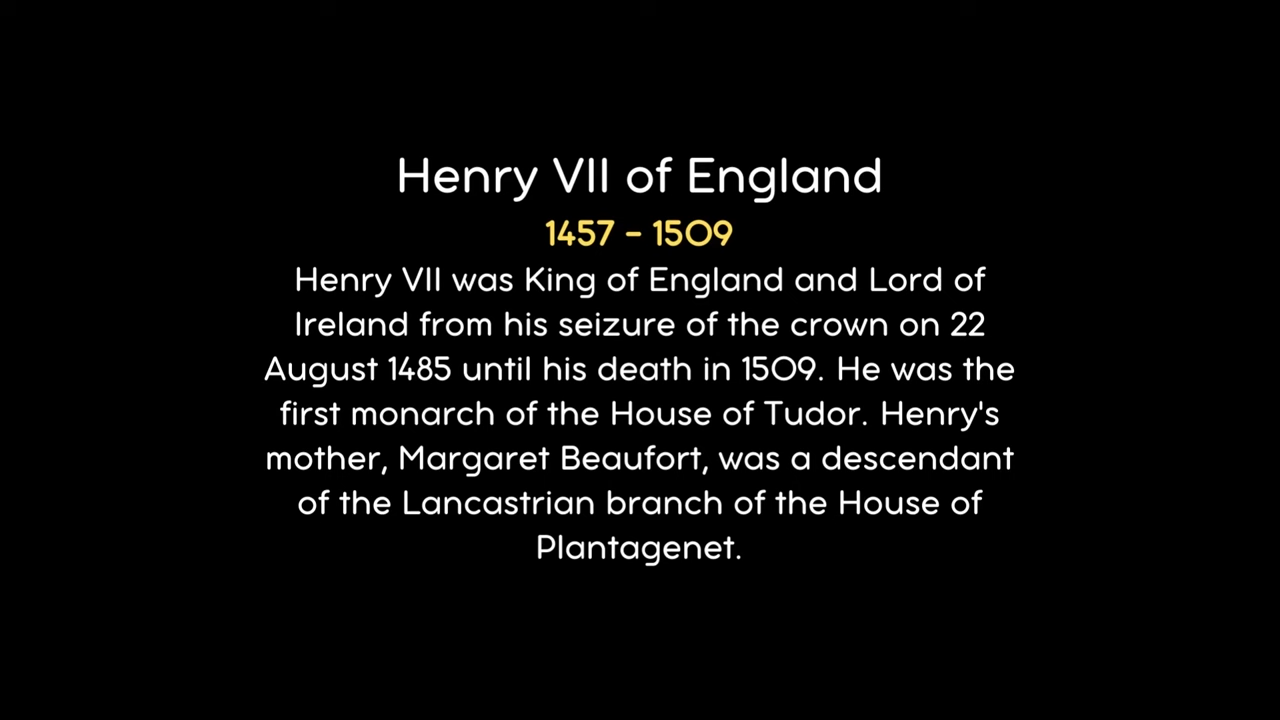 Henry VII of England
1457 - 1509
Henry VII was King of England and Lord of
Ireland from his seizure of the crown on 22
August 1485 until his death in 1509. He was the
first monarch of the House of Tudor. Henry's
mother, Margaret Beaufort, was a descendant
of the Lancastrian branch of the House of
Plantagenet.